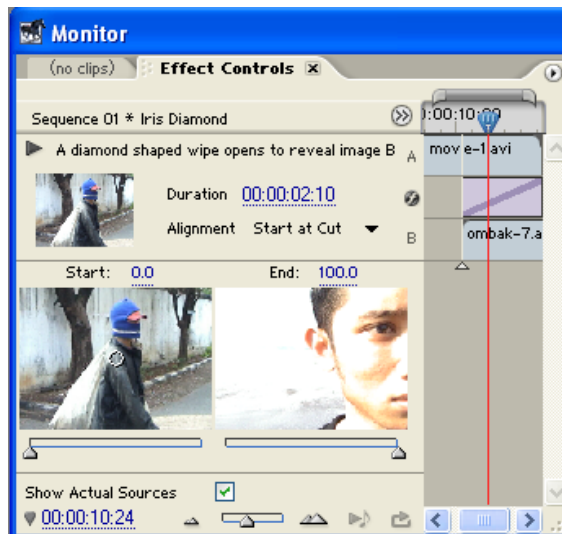 Monitor
(no clips) Effect Controls
Sequence 01 * Iris Diamond
0:00:10:00
A diamond shaped wipe opens to reveal image B
A movie-1.avi
Duration 00:00:02:10
Alignment Start at Cut
B ombak-7.a
Start: 0.0 End: 100.0
Show Actual Sources
00:00:10:24